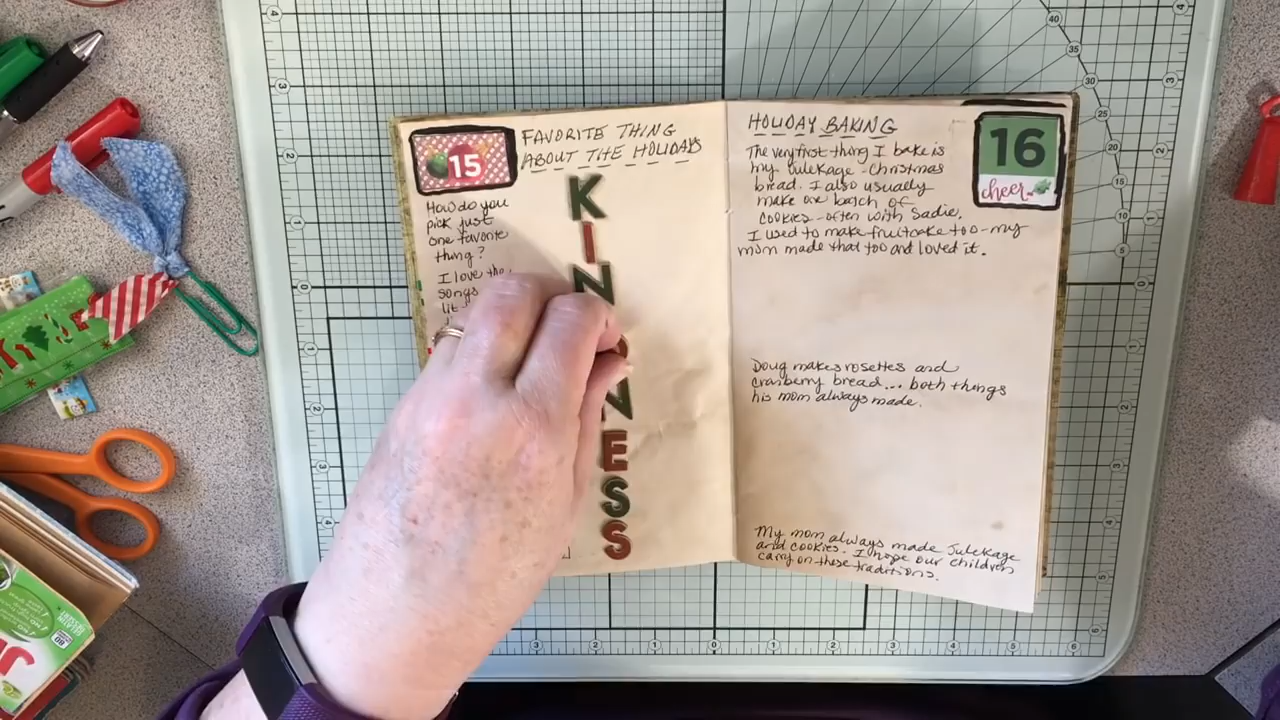 15
FAVORITE THING
ABOUT THE HOLIDAYS
How do you
pick just
one favorite
thing?
I love the
songs
lit
K
I
N
D
N
E
S
S
HOLIDAY BAKING
16
cheer
The very first thing I bake is
my Julekage - Christmas
bread. I also usually
make one batch of
cookies - often with Sadie.
I used to make fruitcake too - my
mom made that too and loved it.
Doug makes rosettes and
cranberry bread... both things
his mom always made.
My mom always made Julekage
and cookies. I hope our children
carry on these traditions.